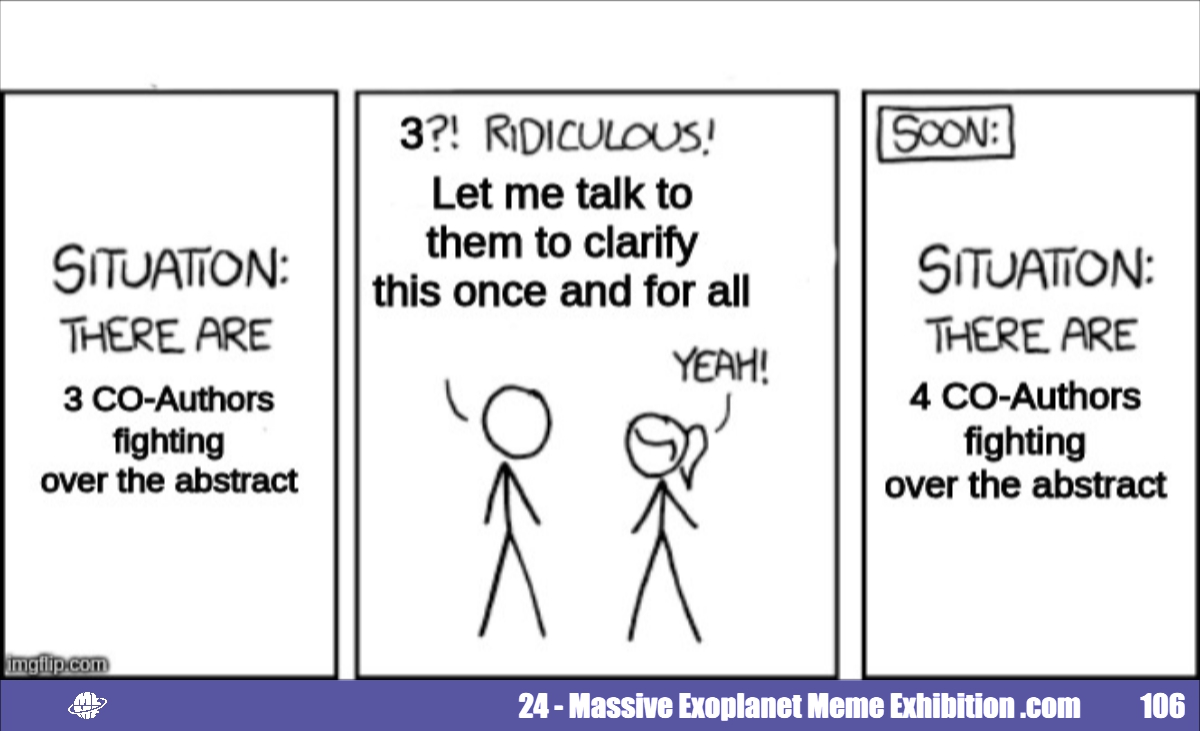 SITUATION:
THERE ARE
3 CO-Authors
fighting
over the abstract
3?! RIDICULOUS!
Let me talk to
them to clarify
this once and for all
YEAH!
SOON:
SITUATION:
THERE ARE
4 CO-Authors
fighting
over the abstract
imgflip.com
24 - Massive Exoplanet Meme Exhibition .com 106